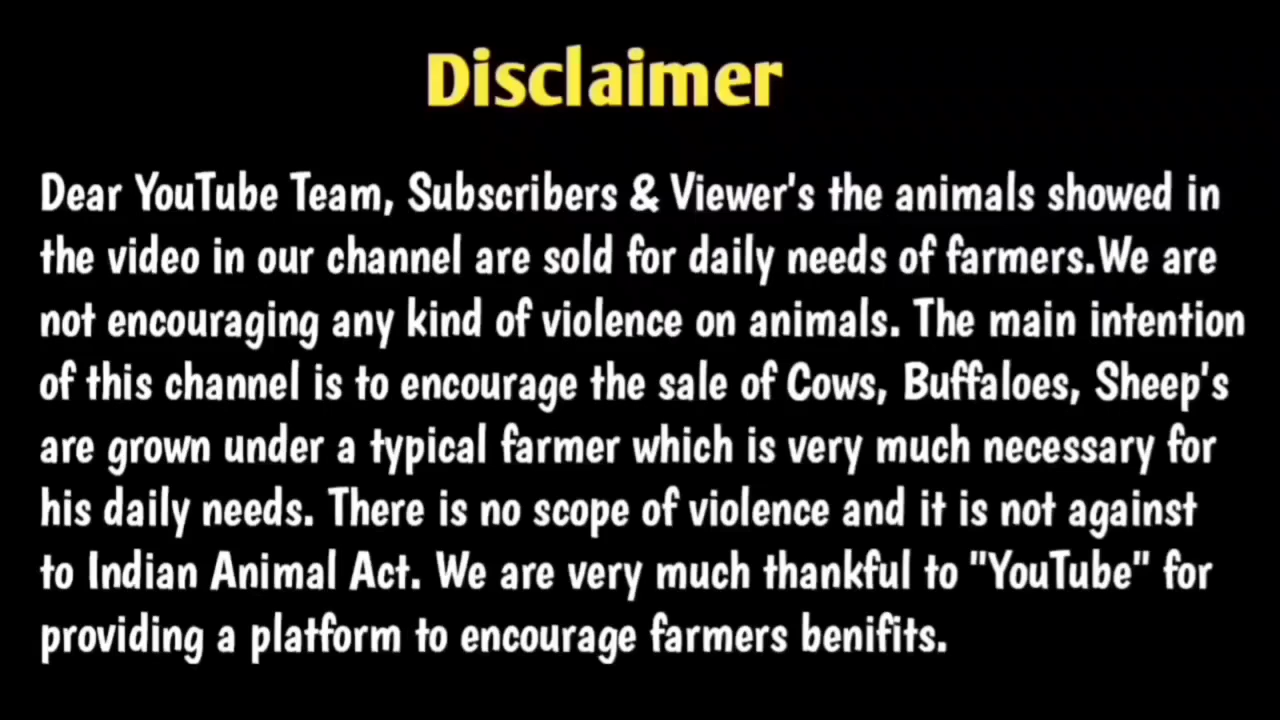 Disclaimer
Dear YouTube Team, Subscribers & Viewer's the animals showed in
the video in our channel are sold for daily needs of farmers.We are
not encouraging any kind of violence on animals. The main intention
of this channel is to encourage the sale of Cows, Buffaloes, Sheep's
are grown under a typical farmer which is very much necessary for
his daily needs. There is no scope of violence and it is not against
to Indian Animal Act. We are very much thankful to "YouTube" for
providing a platform to encourage farmers benifits.